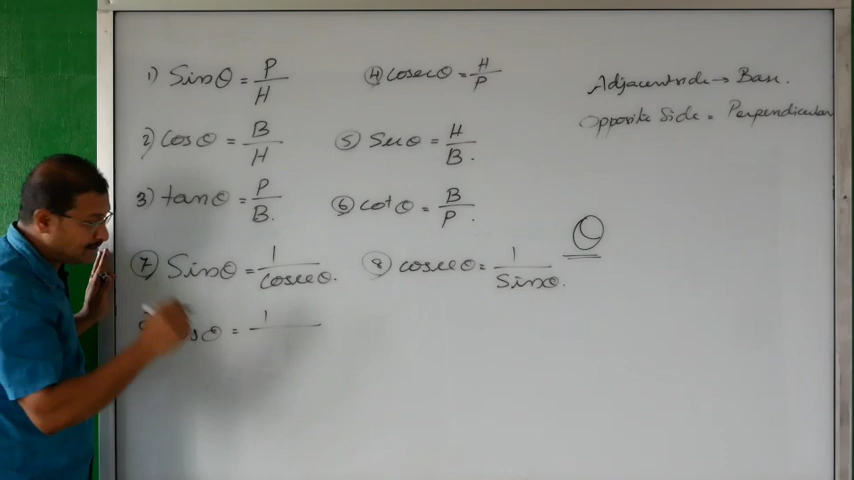 1) Sinθ = P/H
④ cosecθ = H/P
Adjacent side → Base.
Opposite Side = Perpendicular
2) cosθ = B/H
⑤ Secθ = H/B.
3) tanθ = P/B.
⑥ cotθ = B/P.
θ
⑦ Sinθ = 1/cosecθ.
⑧ cosecθ = 1/Sinθ.
sθ = 1/